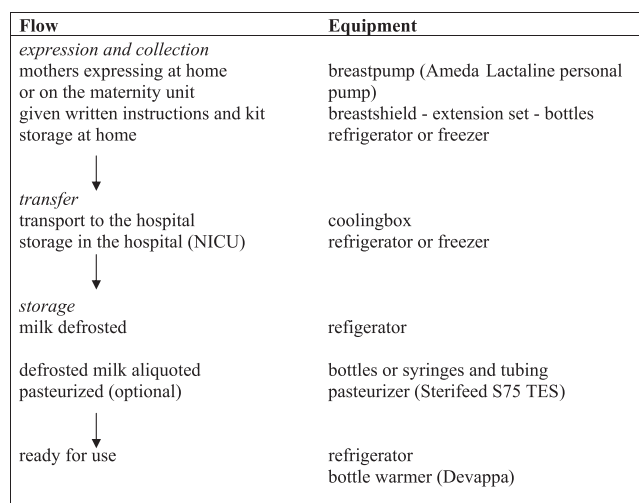 Flow Equipment
expression and collection
mothers expressing at home breastpump (Ameda Lactaline personal
or on the maternity unit pump)
given written instructions and kit breastshield - extension set - bottles
storage at home refrigerator or freezer
transfer
transport to the hospital coolingbox
storage in the hospital (NICU) refrigerator or freezer
storage
milk defrosted refigerator
defrosted milk aliquoted bottles or syringes and tubing
pasteurized (optional) pasteurizer (Sterifeed S75 TES)
ready for use refrigerator
bottle warmer (Devappa)